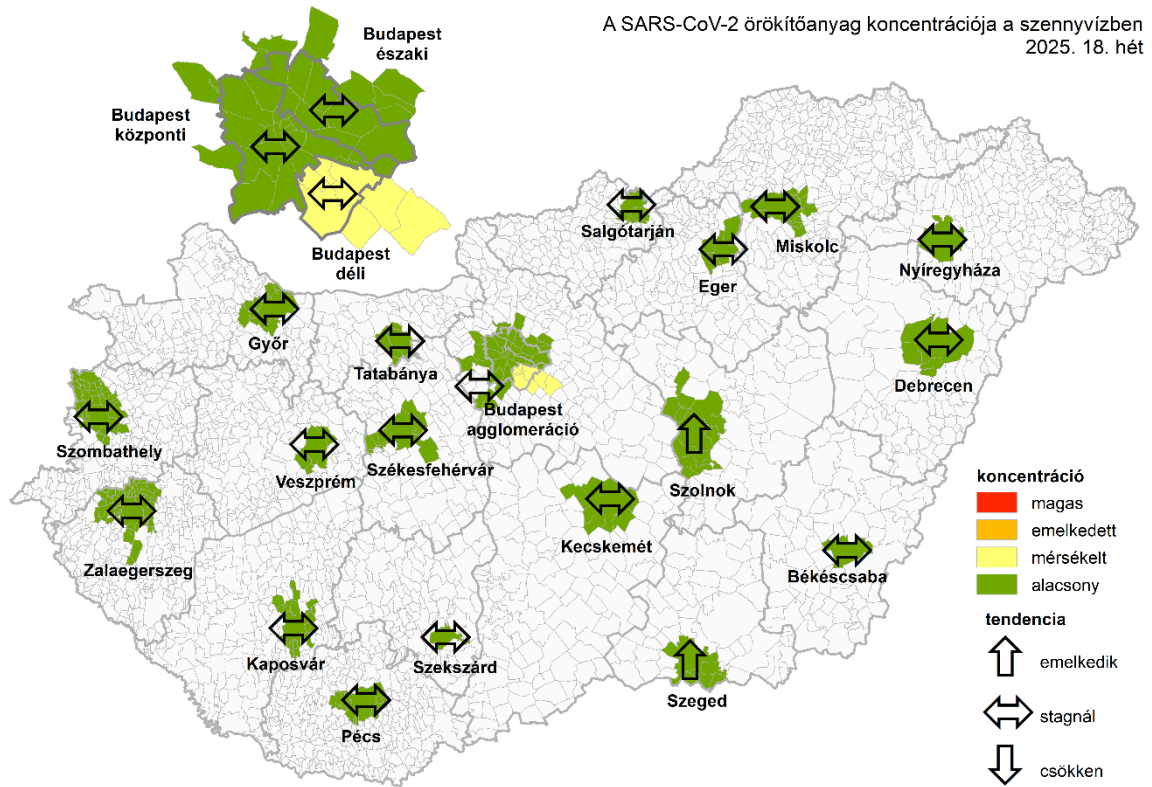 A SARS-CoV-2 örökítőanyag koncentrációja a szennyvízben
2025. 18. hét
Budapest
északi
Budapest
központi
Budapest
déli
Salgótarján
Miskolc
Eger
Nyíregyháza
Győr
Tatabánya
Debrecen
Budapest
agglomeráció
Szombathely
Veszprém
Székesfehérvár
Szolnok
Kecskemét
Zalaegerszeg
Békéscsaba
Kaposvár
Szekszárd
Szeged
Pécs
koncentráció
magas
emelkedett
mérsékelt
alacsony
tendencia
emelkedik
stagnál
csökken